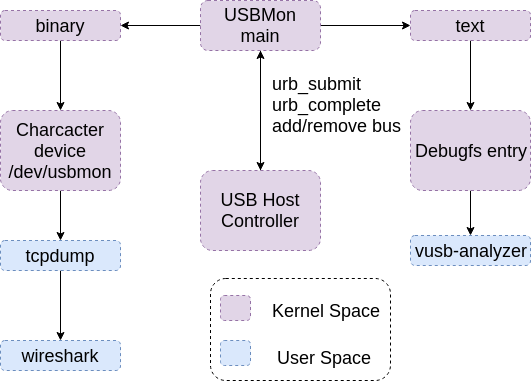 binary
USBMon
main
text
urb_submit
urb_complete
add/remove bus
Charcacter
device
/dev/usbmon
Debugfs entry
USB Host
Controller
tcpdump
vusb-analyzer
Kernel Space
wireshark
User Space